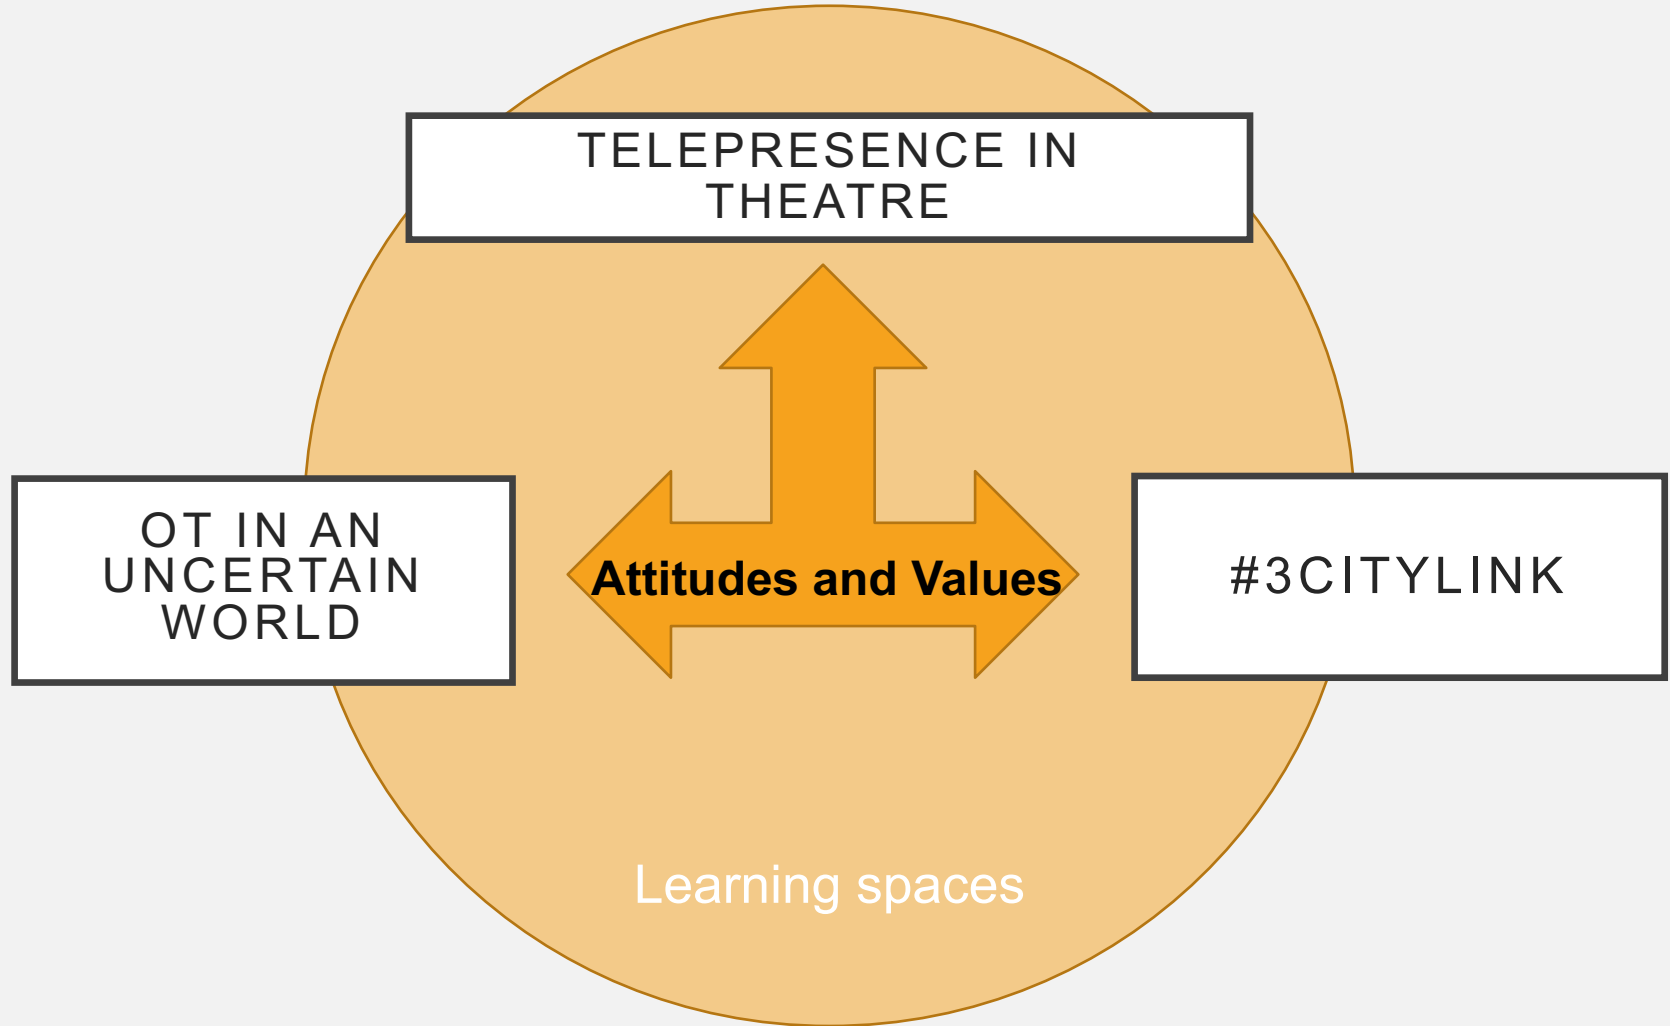 TELEPRESENCE IN
THEATRE
OT IN AN
UNCERTAIN
WORLD
Attitudes and Values
#3CITYLINK
Learning spaces